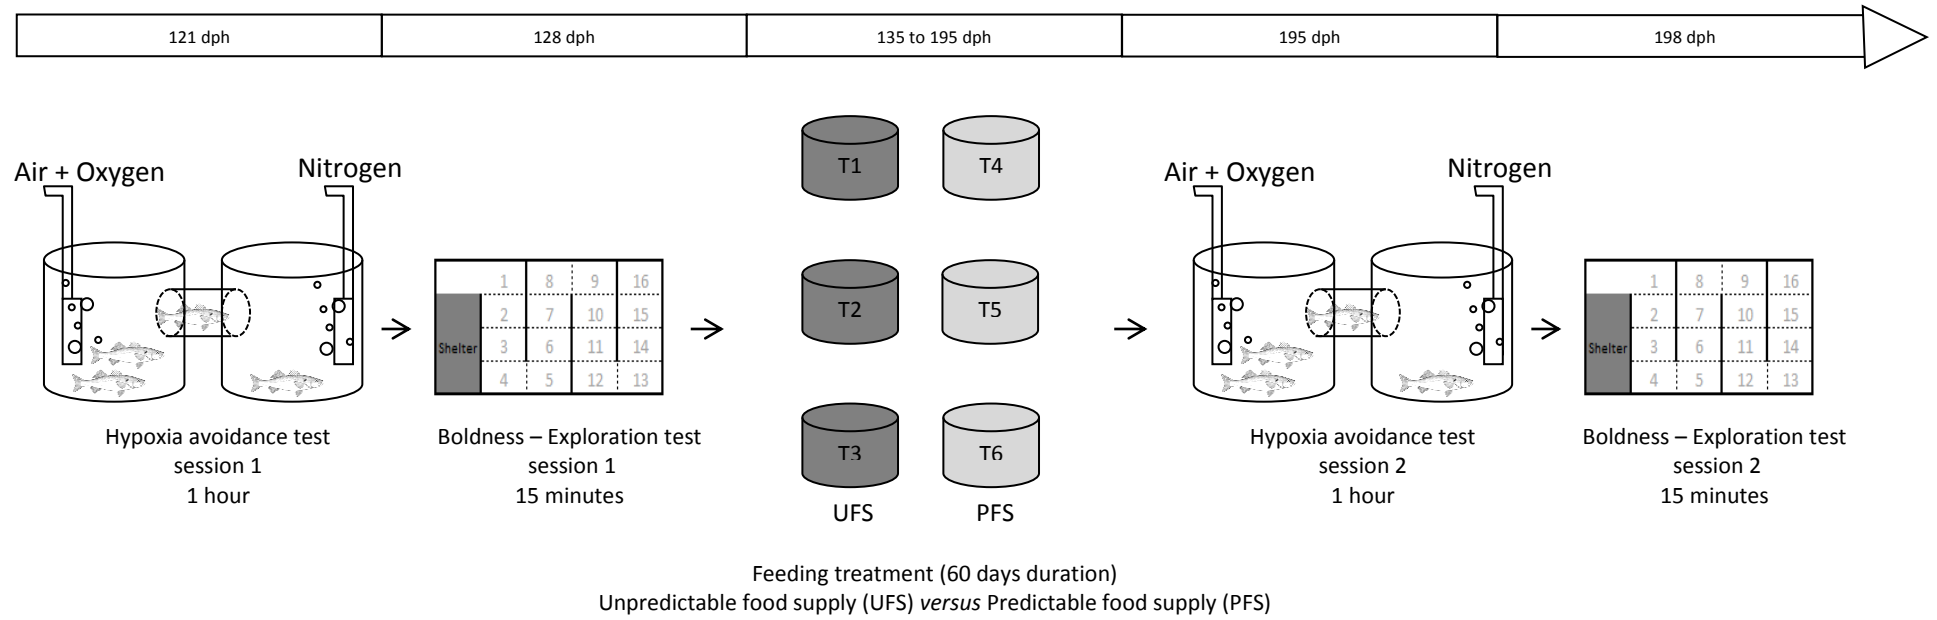 121 dph
128 dph
135 to 195 dph
195 dph
198 dph
Air + Oxygen
Nitrogen
1 8 9 16
2 7 10 15
Shelter 3 6 11 14
4 5 12 13
Hypoxia avoidance test
session 1
1 hour
Boldness – Exploration test
session 1
15 minutes
T1
T4
T2
T5
T3
T6
UFS
PFS
Feeding treatment (60 days duration)
Unpredictable food supply (UFS) versus Predictable food supply (PFS)
Air + Oxygen
Nitrogen
1 8 9 16
2 7 10 15
Shelter 3 6 11 14
4 5 12 13
Hypoxia avoidance test
session 2
1 hour
Boldness – Exploration test
session 2
15 minutes